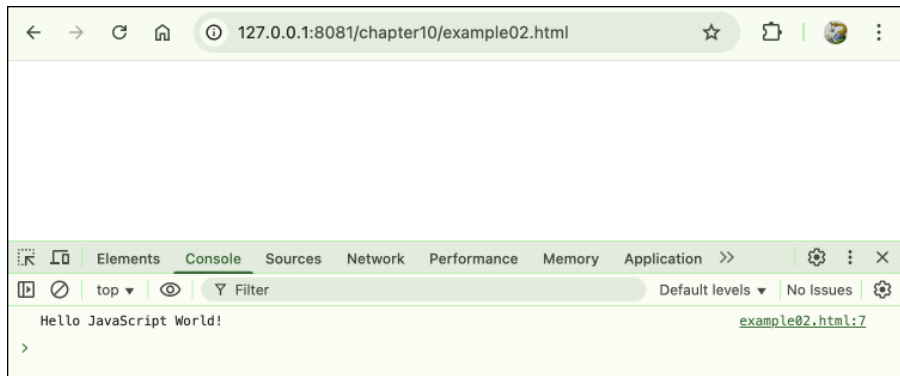 127.0.0.1:8081/chapter10/example02.html
Elements Console Sources Network Performance Memory Application
top Filter Default levels No Issues
Hello JavaScript World! example02.html:7